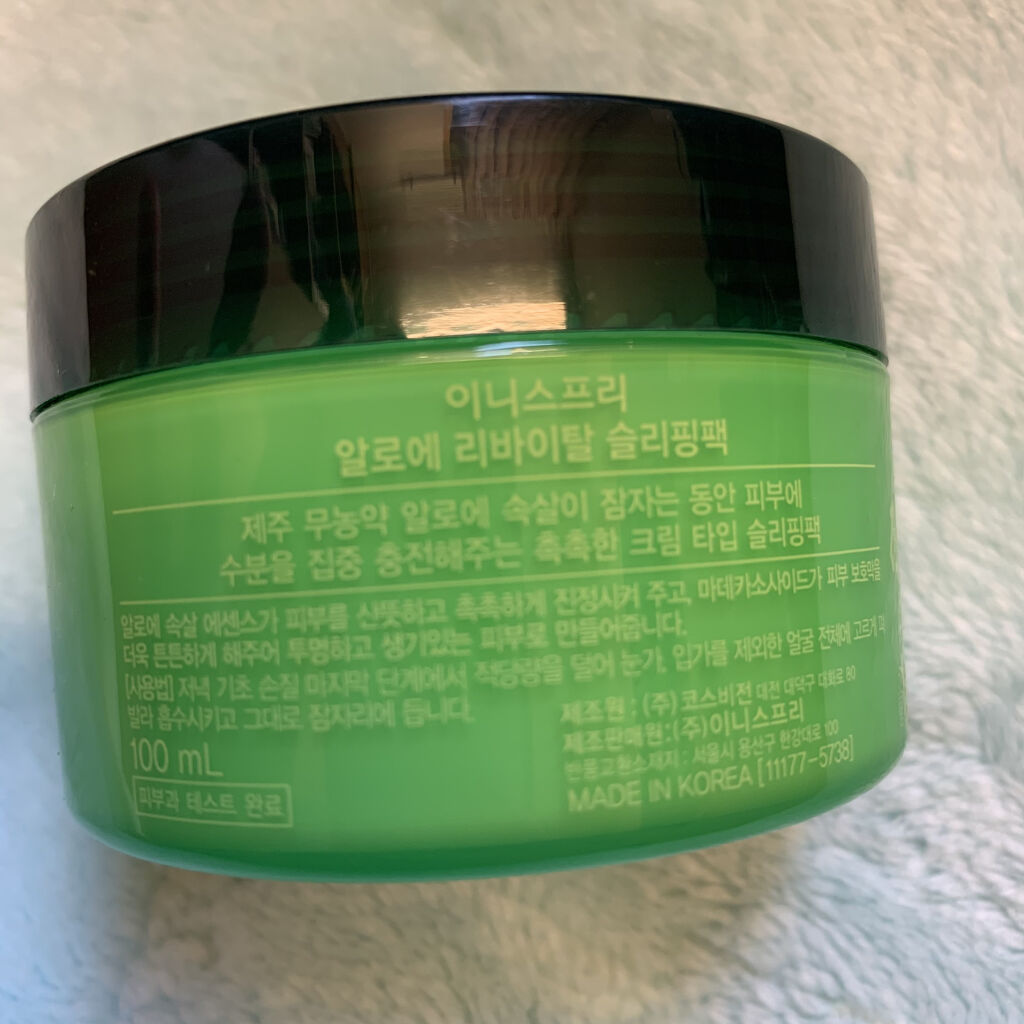 이니스프리
알로에 리바이탈 슬리핑팩
제주 무농약 알로에 속살이 잠자는 동안 피부에
수분을 집중 충전해주는 촉촉한 크림 타입 슬리핑팩
알로에 속살 에센스가 피부를 산뜻하고 촉촉하게 진정시켜 주고, 마데카소사이드가 피부 보호막을
더욱 튼튼하게 해주어 투명하고 생기있는 피부로 만들어줍니다.
[사용법] 저녁 기초 손질 마지막 단계에서 적당량을 덜어 눈가, 입가를 제외한 얼굴 전체에 고르게 펴
발라 흡수시키고 그대로 잠자리에 듭니다.
100 mL
피부과 테스트 완료
제조원 : (주)코스비전 대전 대덕구 대화로 80
제조판매원:(주)이니스프리
반품교환소재지 : 서울시 용산구 한강대로 100
MADE IN KOREA [11177-5738]